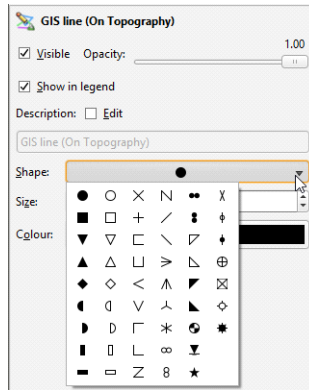 GIS line (On Topography)
1.00
Visible Opacity:
Show in legend
Description: Edit
GIS line (On Topography)
Shape:
Size:
Colour: